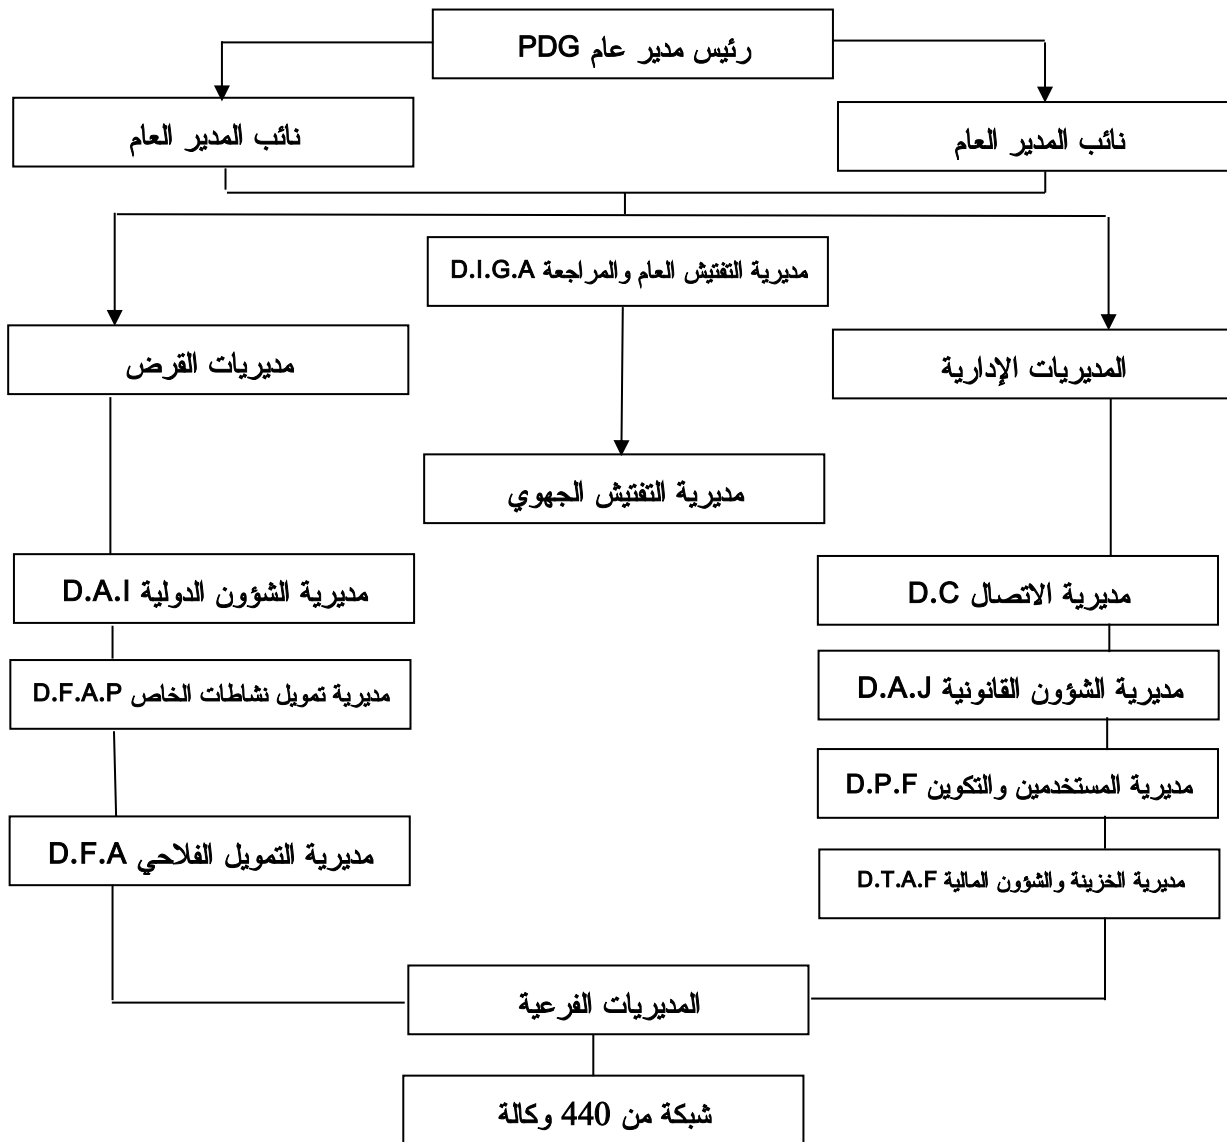 رئيس مدير عام PDG
نائب المدير العام
نائب المدير العام
مديرية التفتيش العام والمراجعة D.I.G.A
المديريات الإدارية
مديريات القرض
مديرية التفتيش الجهوي
مديرية الاتصال D.C
مديرية الشؤون الدولية D.A.I
مديرية الشؤون القانونية D.A.J
مديرية تمويل نشاطات الخاص D.F.A.P
مديرية المستخدمين والتكوين D.P.F
مديرية التمويل الفلاحي D.F.A
مديرية الخزينة والشؤون المالية D.T.A.F
المديريات الفرعية
شبكة من 440 وكالة